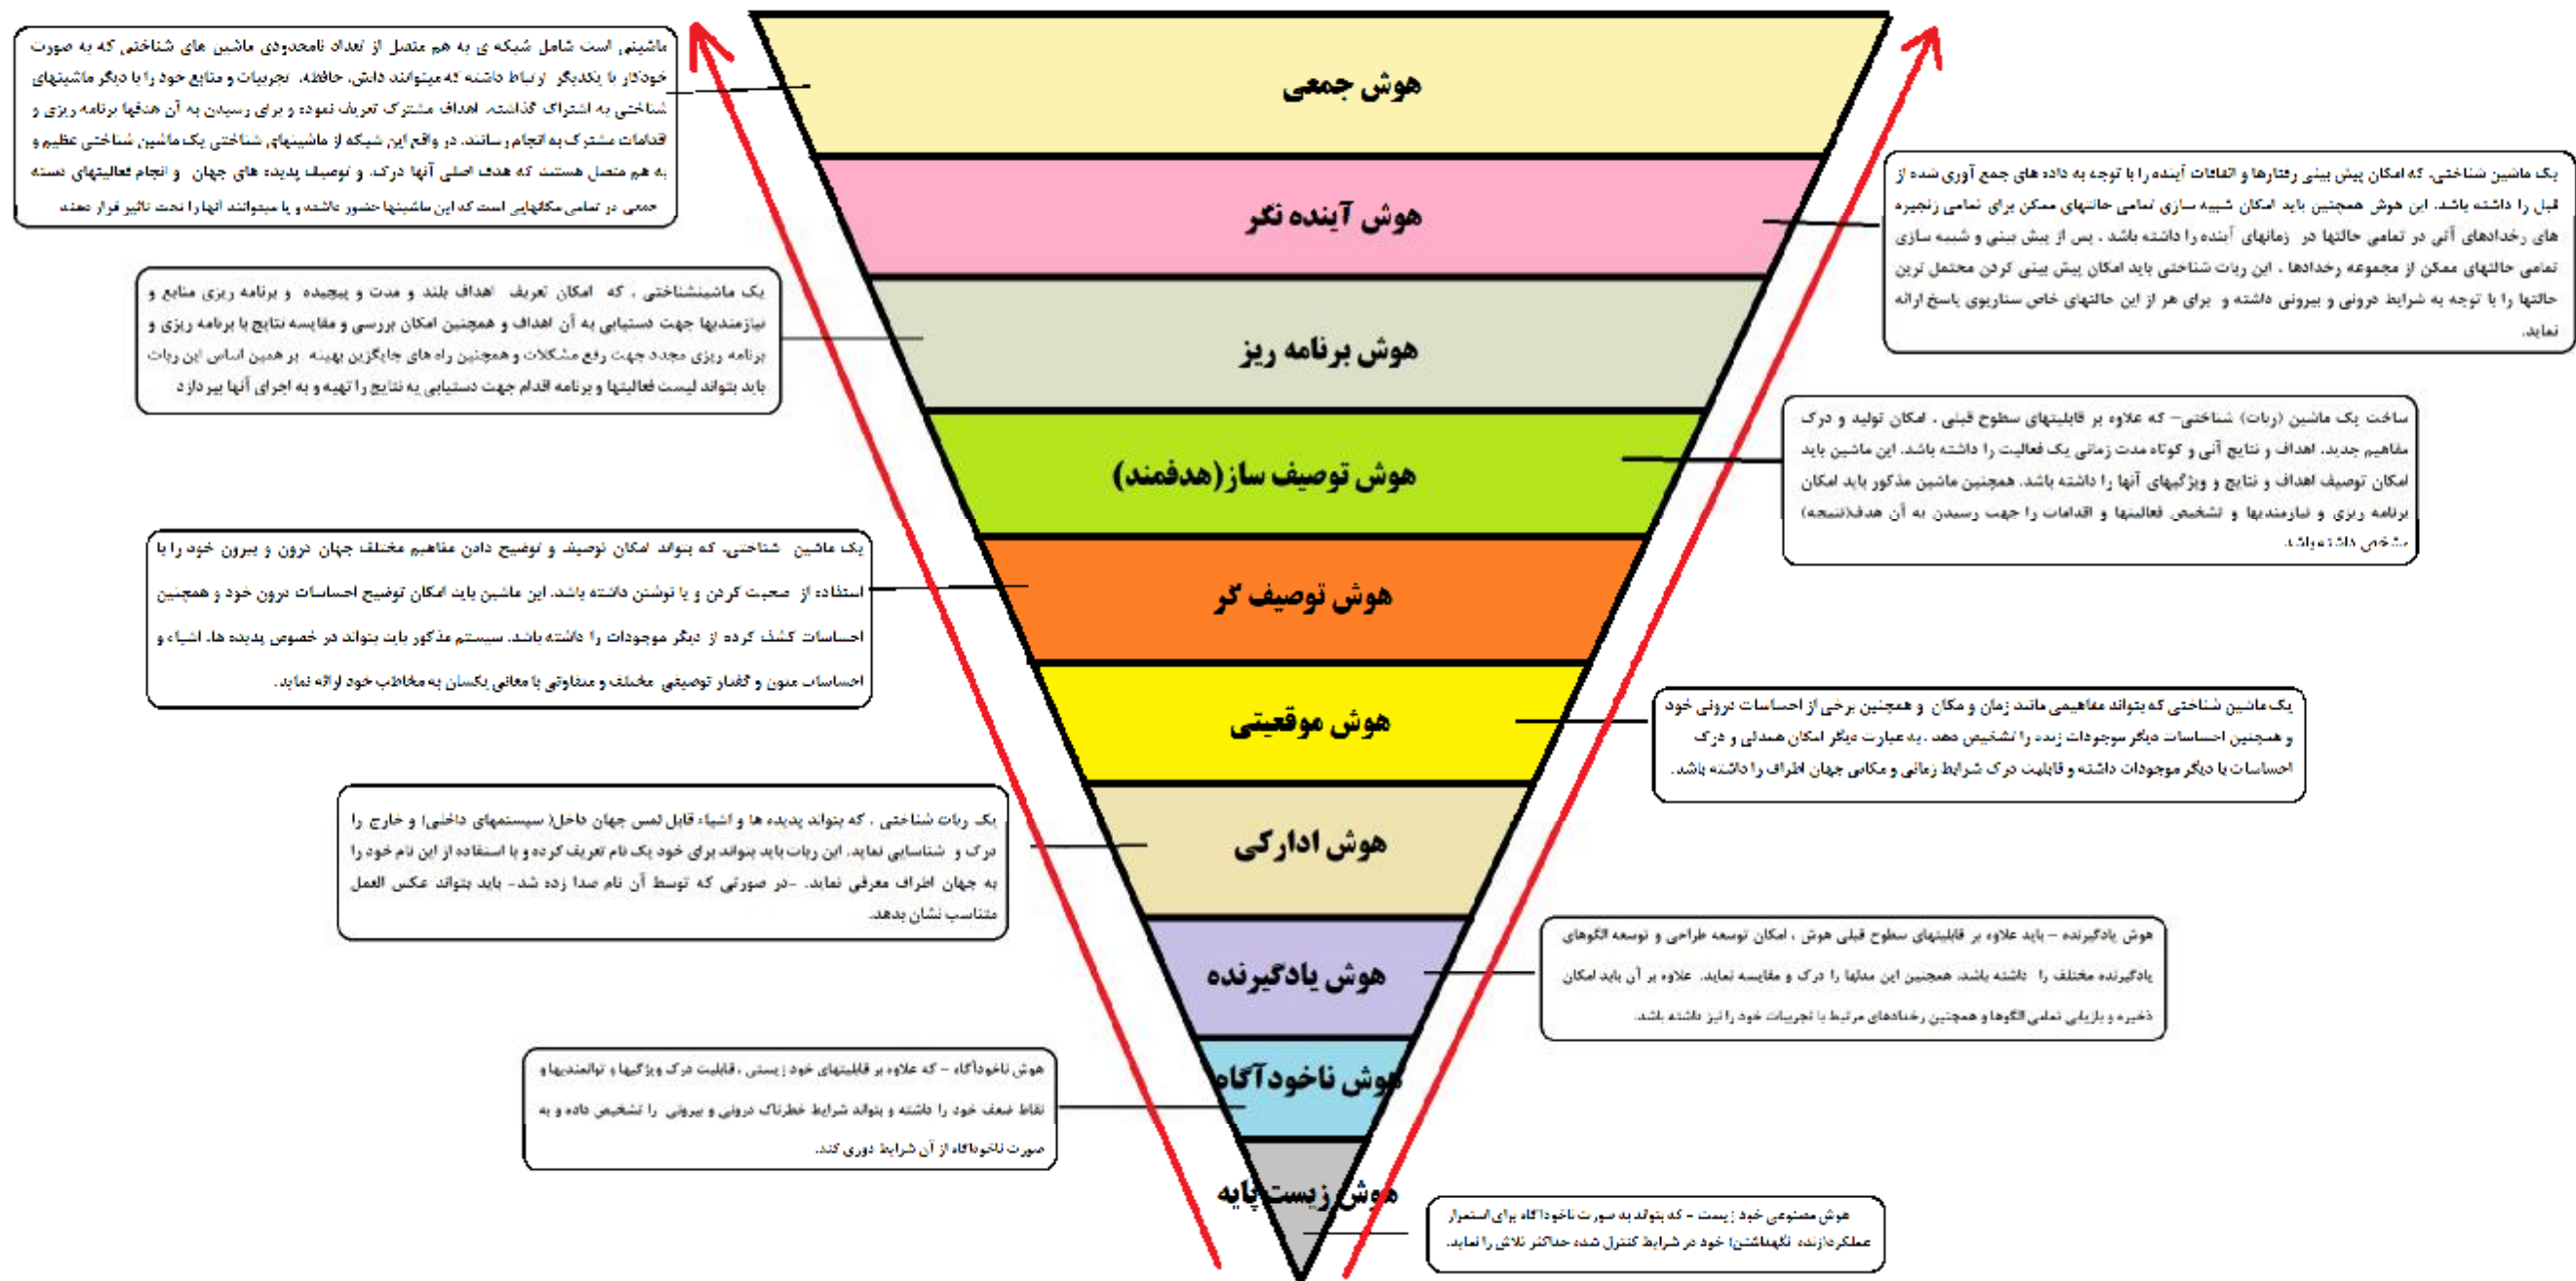 هوش جمعی
ماشینی است شامل شبکه ی به هم متصل از تعداد نامحدودی ماشین های شناختی که به صورت
خودکار با یکدیگر ارتباط داشته که میتوانند دانش، حافظه، تجربیات و منابع خود را با دیگر ماشینهای
شناختی به اشتراک گذاشته، اهداف مشترک تعریف نموده و برای رسیدن به آن هدفها برنامه ریزی و
اقدامات مشترک به انجام رسانند. در واقع این شبکه از ماشینهای شناختی یک ماشین شناختی عظیم و
به هم متصل هستند که هدف اصلی آنها درک، و توصیف پدیده های جهان و انجام فعالیتهای دسته
جمعی در تمامی مکانهایی است که این ماشینها حضور داشته و یا میتوانند آنها را تحت تاثیر قرار دهند
هوش آینده نگر
یک ماشین شناختی، که امکان پیش بینی رفتارها و اتفاقات آینده را با توجه به داده های جمع آوری شده از
قبل را داشته باشد. این هوش همچنین باید امکان شبیه سازی تمامی حالتهای ممکن برای تمامی زنجیره
های رخدادهای آتی در تمامی حالتها در زمانهای آینده را داشته باشد . پس از پیش بینی و شبیه سازی
تمامی حالتهای ممکن از مجموعه رخدادها ، این ربات شناختی باید امکان پیش بینی کردن محتمل ترین
حالتها را با توجه به شرایط درونی و بیرونی داشته و برای هر از این حالتهای خاص سناریوی پاسخ ارائه
نماید.
هوش برنامه ریز
یک ماشینشناختی ، که امکان تعریف اهداف بلند و مدت و پیچیده و برنامه ریزی منابع و
نیازمندیها جهت دستیابی به آن اهداف و همچنین امکان بررسی و مقایسه نتایج با برنامه ریزی و
برنامه ریزی مجدد جهت رفع مشکلات و همچنین راه های جایگزین بهینه بر همین اساس این ربات
باید بتواند لیست فعالیتها و برنامه اقدام جهت دستیابی به نتایج را تهیه و به اجرای آنها بپردازد
هوش توصیف ساز(هدفمند)
ساخت یک ماشین (ربات) شناختی– که علاوه بر قابلیتهای سطوح قبلی ، امکان تولید و درک
مفاهیم جدید، اهداف و نتایج آنی و کوتاه مدت زمانی یک فعالیت را داشته باشد. این ماشین باید
امکان توصیف اهداف و نتایج و ویژگیهای آنها را داشته باشد. همچنین ماشین مذکور باید امکان
برنامه ریزی و نیازمندیها و تشخیص فعالیتها و اقدامات را جهت رسیدن به آن هدف(نتیجه)
مشخص داشته باشد
هوش توصیف گر
یک ماشین شناختی، که بتواند امکان توصیف و توضیح دادن مفاهیم مختلف جهان درون و بیرون خود را با
استفاده از صحبت کردن و یا نوشتن داشته باشد. این ماشین باید امکان توضیح احساسات درون خود و همچنین
احساسات کشف کرده از دیگر موجودات را داشته باشد. سیستم مذکور باید بتواند در خصوص پدیده ها، اشیاء و
احساسات متون و گفتار توصیفی مختلف و متفاوتی با معانی یکسان به مخاطب خود ارائه نماید.
هوش موقعیتی
یک ماشین شناختی که بتواند مفاهیمی مانند زمان و مکان و همچنین برخی از احساسات درونی خود
و همچنین احساسات دیگر موجودات زنده را تشخیص دهد . به عبارت دیگر امکان همدلی و درک
احساسات با دیگر موجودات داشته و قابلیت درک شرایط زمانی و مکانی جهان اطراف را داشته باشد.
هوش ادارکی
یک ربات شناختی ، که بتواند پدیده ها و اشیاء قابل لمس جهان داخل( سیستمهای داخلی) و خارج را
درک و شناسایی نماید. این ربات باید بتواند برای خود یک نام تعریف کرده و با استفاده از این نام خود را
به جهان اطراف معرفی نماید. -در صورتی که توسط آن نام صدا زده شد- باید بتواند عکس العمل
متناسب نشان بدهد.
هوش یادگیرنده
هوش یادگیرنده – باید علاوه بر قابلیتهای سطوح قبلی هوش ، امکان توسعه طراحی و توسعه الگوهای
یادگیرنده مختلف را داشته باشد، همچنین این مدلها را درک و مقایسه نماید. علاوه بر آن باید امکان
ذخیره و بازیابی تمامی الگوها و همچنین رخدادهای مرتبط با تجربیات خود را نیز داشته باشد.
هوش ناخودآگاه
هوش ناخودآگاه – که علاوه بر قابلیتهای خود زیستی ، قابلیت درک ویژگیها و توانمندیها و
نقاط ضعف خود را داشته و بتواند شرایط خطرناک درونی و بیرونی را تشخیص داده و به
صورت ناخودآگاه از آن شرایط دوری کند.
هوش زیست پایه
هوش مصنوعی خود زیست – که بتواند به صورت ناخودآگاه برای استمرار
عملکرد(زنده نگهداشتن) خود در شرایط کنترل شده حداکثر تلاش را نماید.